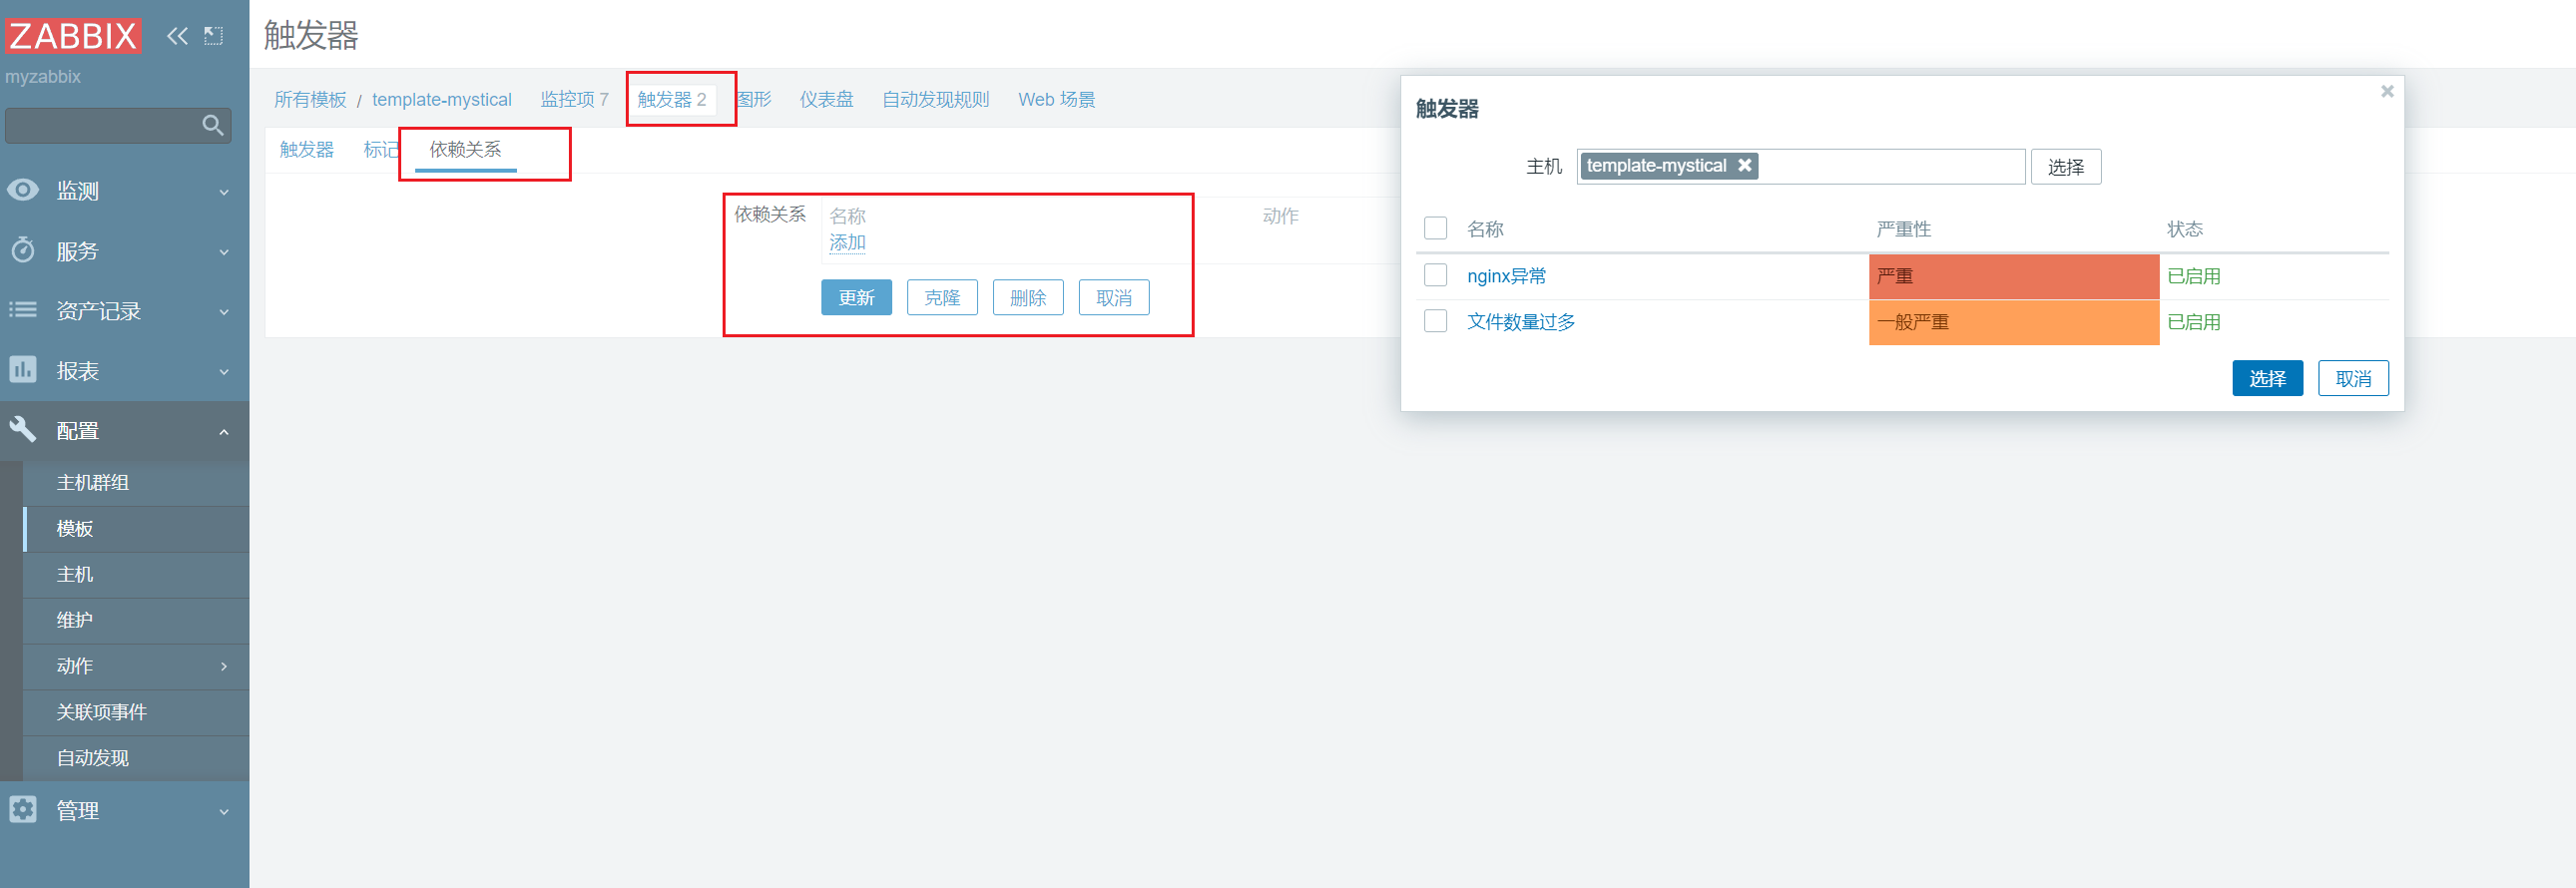 ZABBIX
myzabbix
监测
服务
资产记录
报表
配置
主机群组
模板
主机
维护
动作
关联项事件
自动发现
管理
触发器
所有模板 / template-mystical 监控项 7 触发器 2 图形 仪表盘 自动发现规则 Web 场景
触发器 标记 依赖关系
依赖关系 名称 动作
添加
更新 克隆 删除 取消
触发器
主机 template-mystical 选择
名称 严重性 状态
nginx异常 严重 已启用
文件数量过多 一般严重 已启用
选择 取消